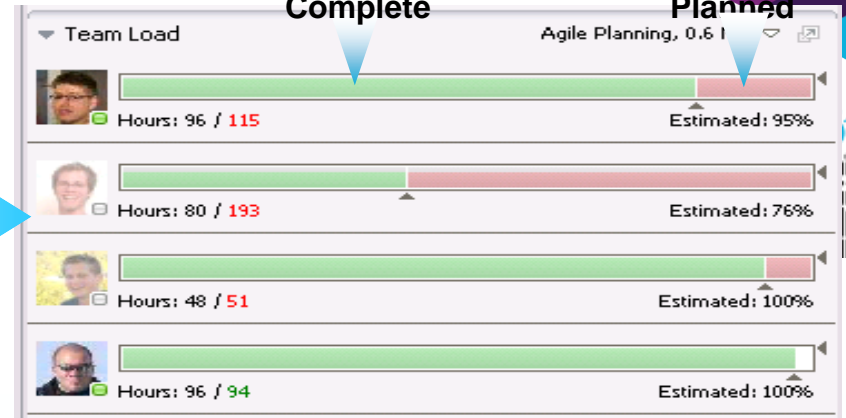 Complete Planned
Team Load Agile Planning, 0.6
Hours: 96 / 115 Estimated: 95%
Hours: 80 / 193 Estimated: 76%
Hours: 48 / 51 Estimated: 100%
Hours: 96 / 94 Estimated: 100%